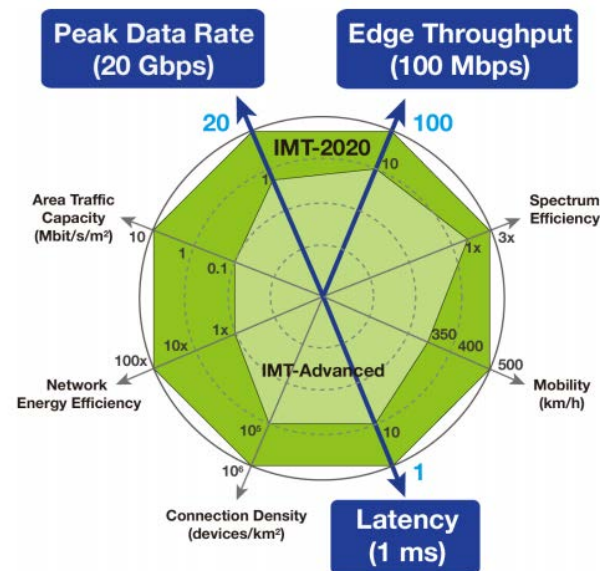 Peak Data Rate
(20 Gbps)
Edge Throughput
(100 Mbps)
20
100
IMT-2020
1
10
Area Traffic
Capacity
(Mbit/s/m²)
10
1
0.1
Spectrum
Efficiency
3x
1x
1x
10x
100x
350
400
500
Network
Energy Efficiency
Mobility
(km/h)
IMT-Advanced
10⁵
10
10⁶
1
Connection Density
(devices/km²)
Latency
(1 ms)